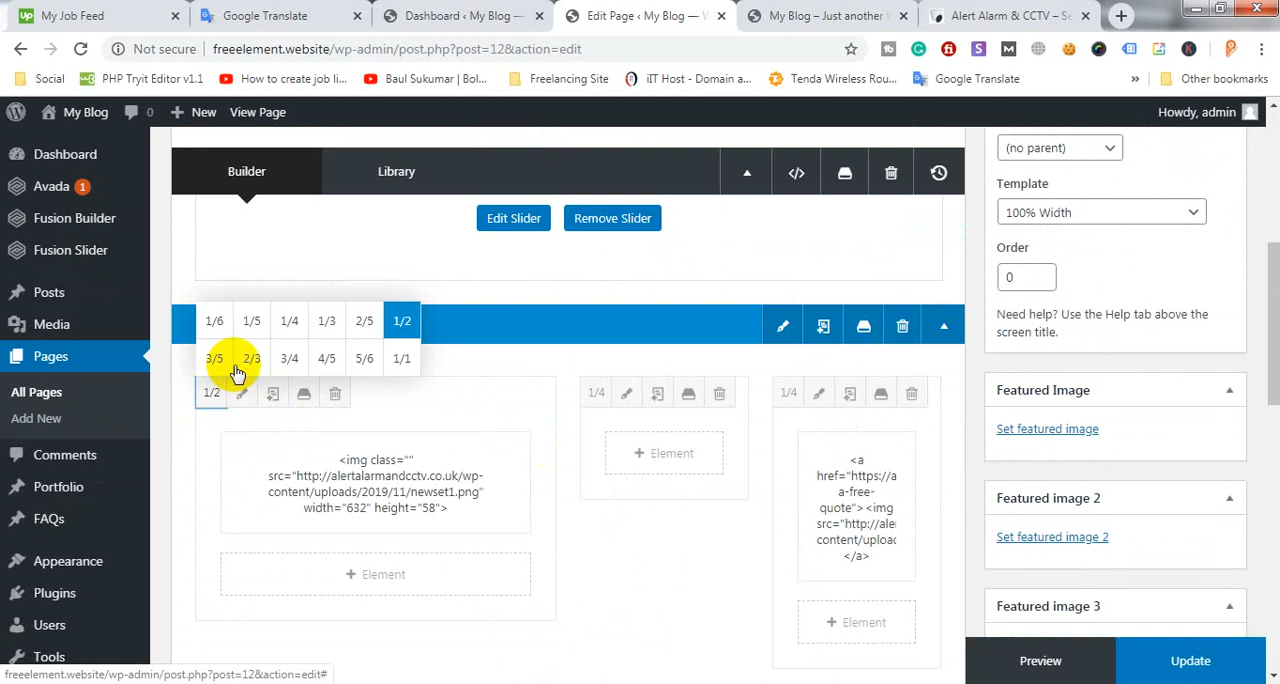 My Job Feed
Google Translate
Dashboard ‹ My Blog —
Edit Page ‹ My Blog — W
My Blog – Just another
Alert Alarm & CCTV – Se
Not secure
freeelement.website/wp-admin/post.php?post=12&action=edit
Social
PHP Tryit Editor v1.1
How to create job li...
Baul Sukumar | Bol...
Freelancing Site
iIT Host - Domain a...
Tenda Wireless Rou...
Google Translate
»
Other bookmarks
My Blog
0
New
View Page
Howdy, admin
Dashboard
Avada 1
Fusion Builder
Fusion Slider
Posts
Media
Pages
All Pages
Add New
Comments
Portfolio
FAQs
Appearance
Plugins
Users
Tools
Builder
Library
Edit Slider
Remove Slider
1/6 1/5 1/4 1/3 2/5 1/2
3/5 2/3 3/4 4/5 5/6 1/1
1/2
1/4
1/4
<img class=""
src="http://alertalarmandcctv.co.uk/wp-
content/uploads/2019/11/newset1.png"
width="632" height="58">
+ Element
+ Element
<a
href="https://a
a-free-
quote"><img
src="http://aler
content/upload
</a>
+ Element
(no parent)
Template
100% Width
Order
0
Need help? Use the Help tab above the
screen title.
Featured Image
Set featured image
Featured image 2
Set featured image 2
Featured image 3
Preview
Update
freeelement.website/wp-admin/post.php?post=12&action=edit#